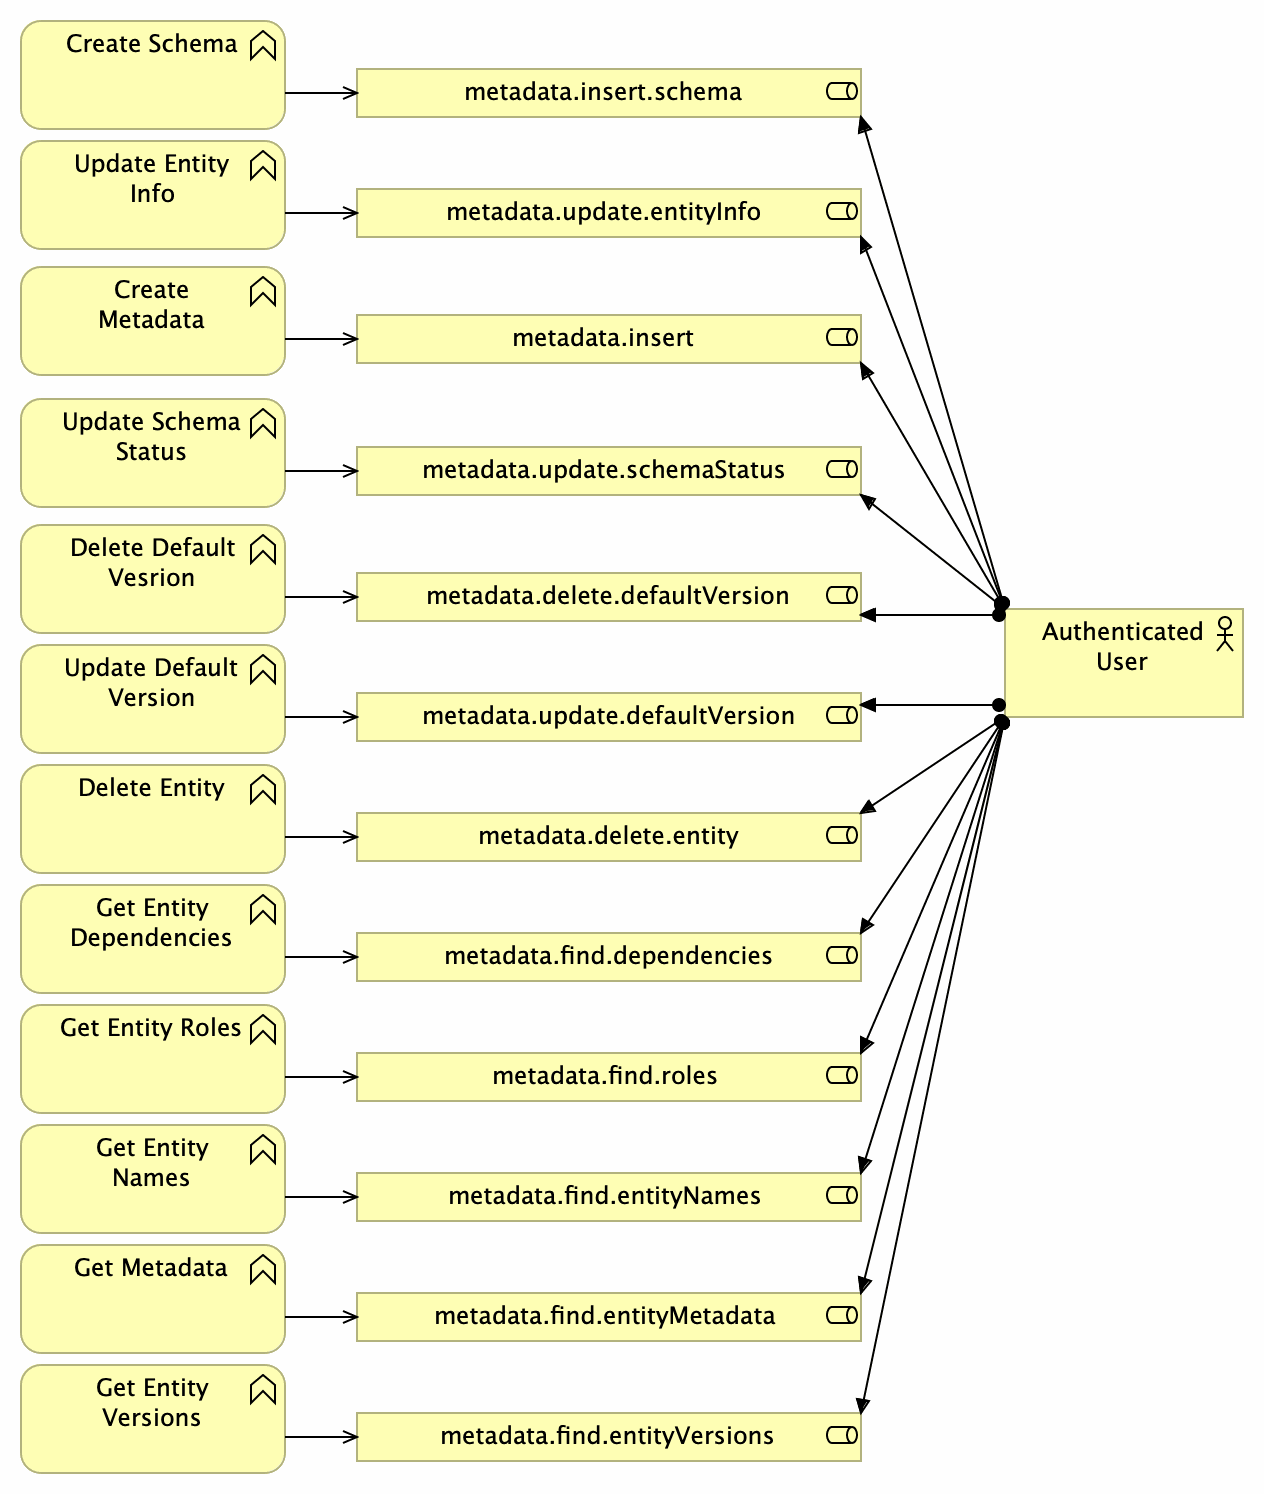 Create Schema
metadata.insert.schema
Update Entity
Info
metadata.update.entityInfo
Create
Metadata
metadata.insert
Update Schema
Status
metadata.update.schemaStatus
Delete Default
Vesrion
metadata.delete.defaultVersion
Authenticated
User
Update Default
Version
metadata.update.defaultVersion
Delete Entity
metadata.delete.entity
Get Entity
Dependencies
metadata.find.dependencies
Get Entity Roles
metadata.find.roles
Get Entity
Names
metadata.find.entityNames
Get Metadata
metadata.find.entityMetadata
Get Entity
Versions
metadata.find.entityVersions